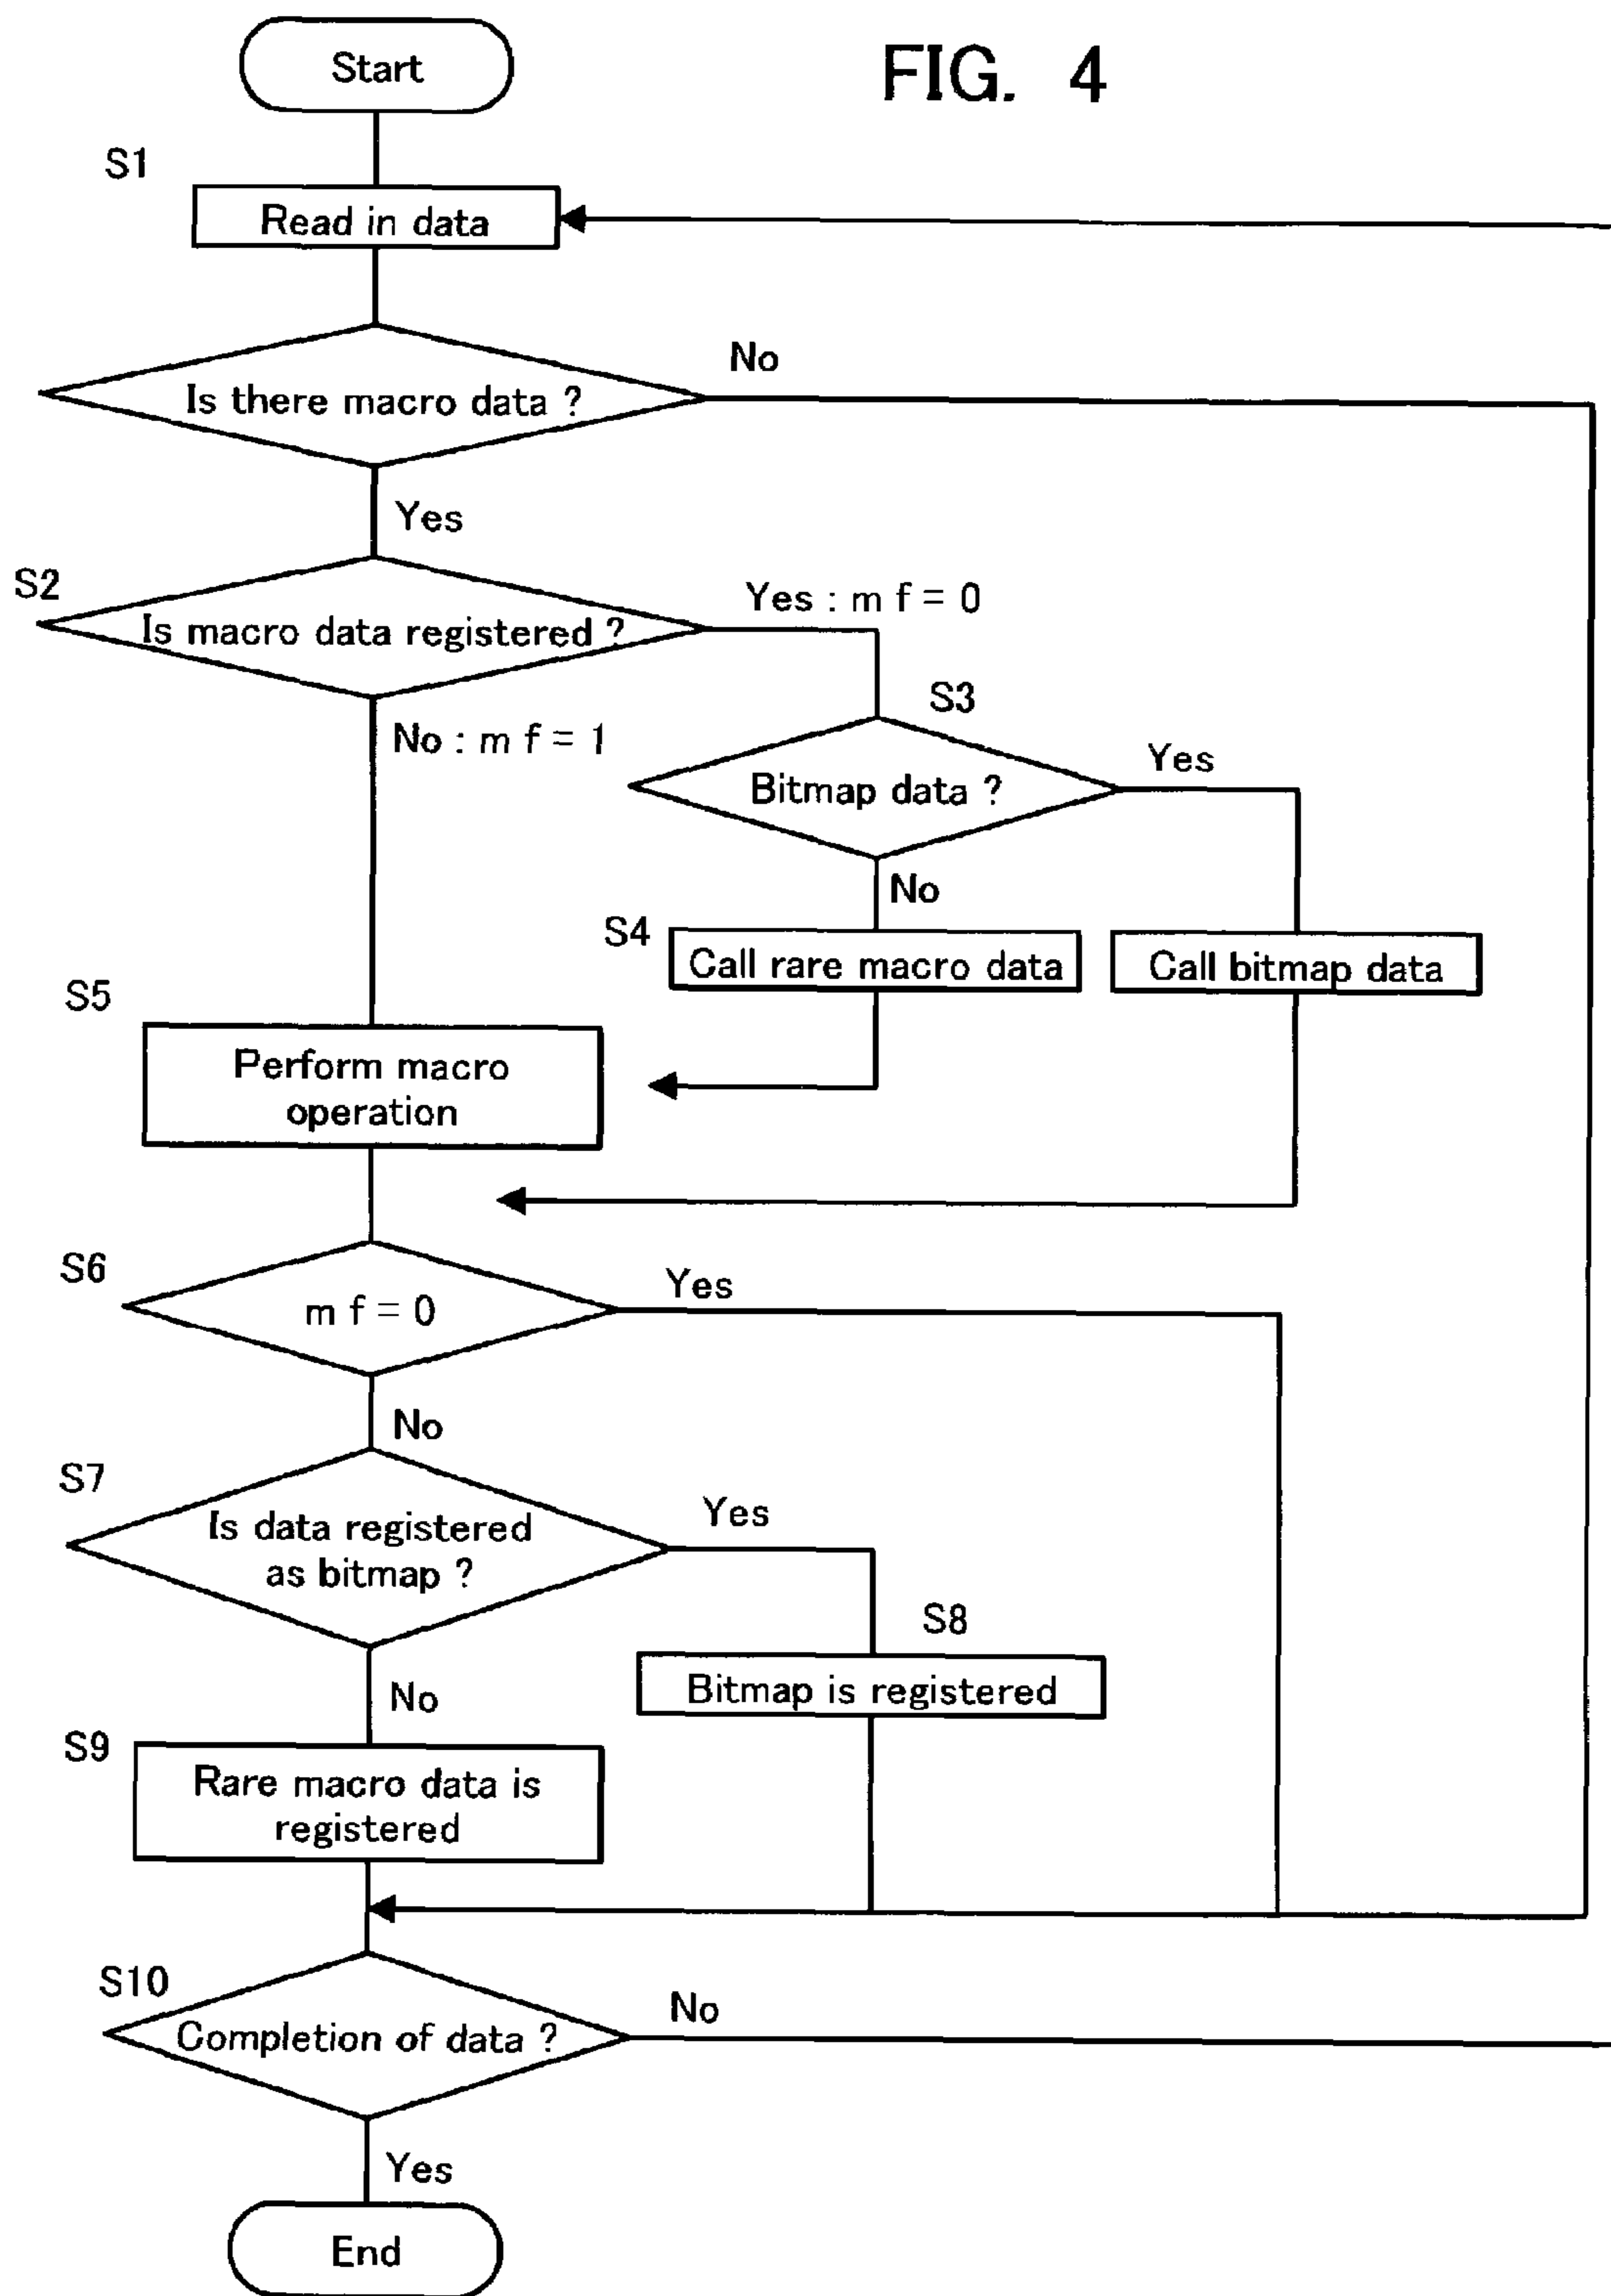 FIG. 4
Start
S1
Read in data
Is there macro data ?
No
Yes
S2
Is macro data registered ?
Yes : m f = 0
No : m f = 1
S3
Bitmap data ?
Yes
No
S4
Call rare macro data
Call bitmap data
S5
Perform macro
operation
S6
m f = 0
Yes
No
S7
Is data registered
as bitmap ?
Yes
No
S8
Bitmap is registered
S9
Rare macro data is
registered
S10
Completion of data ?
No
Yes
End